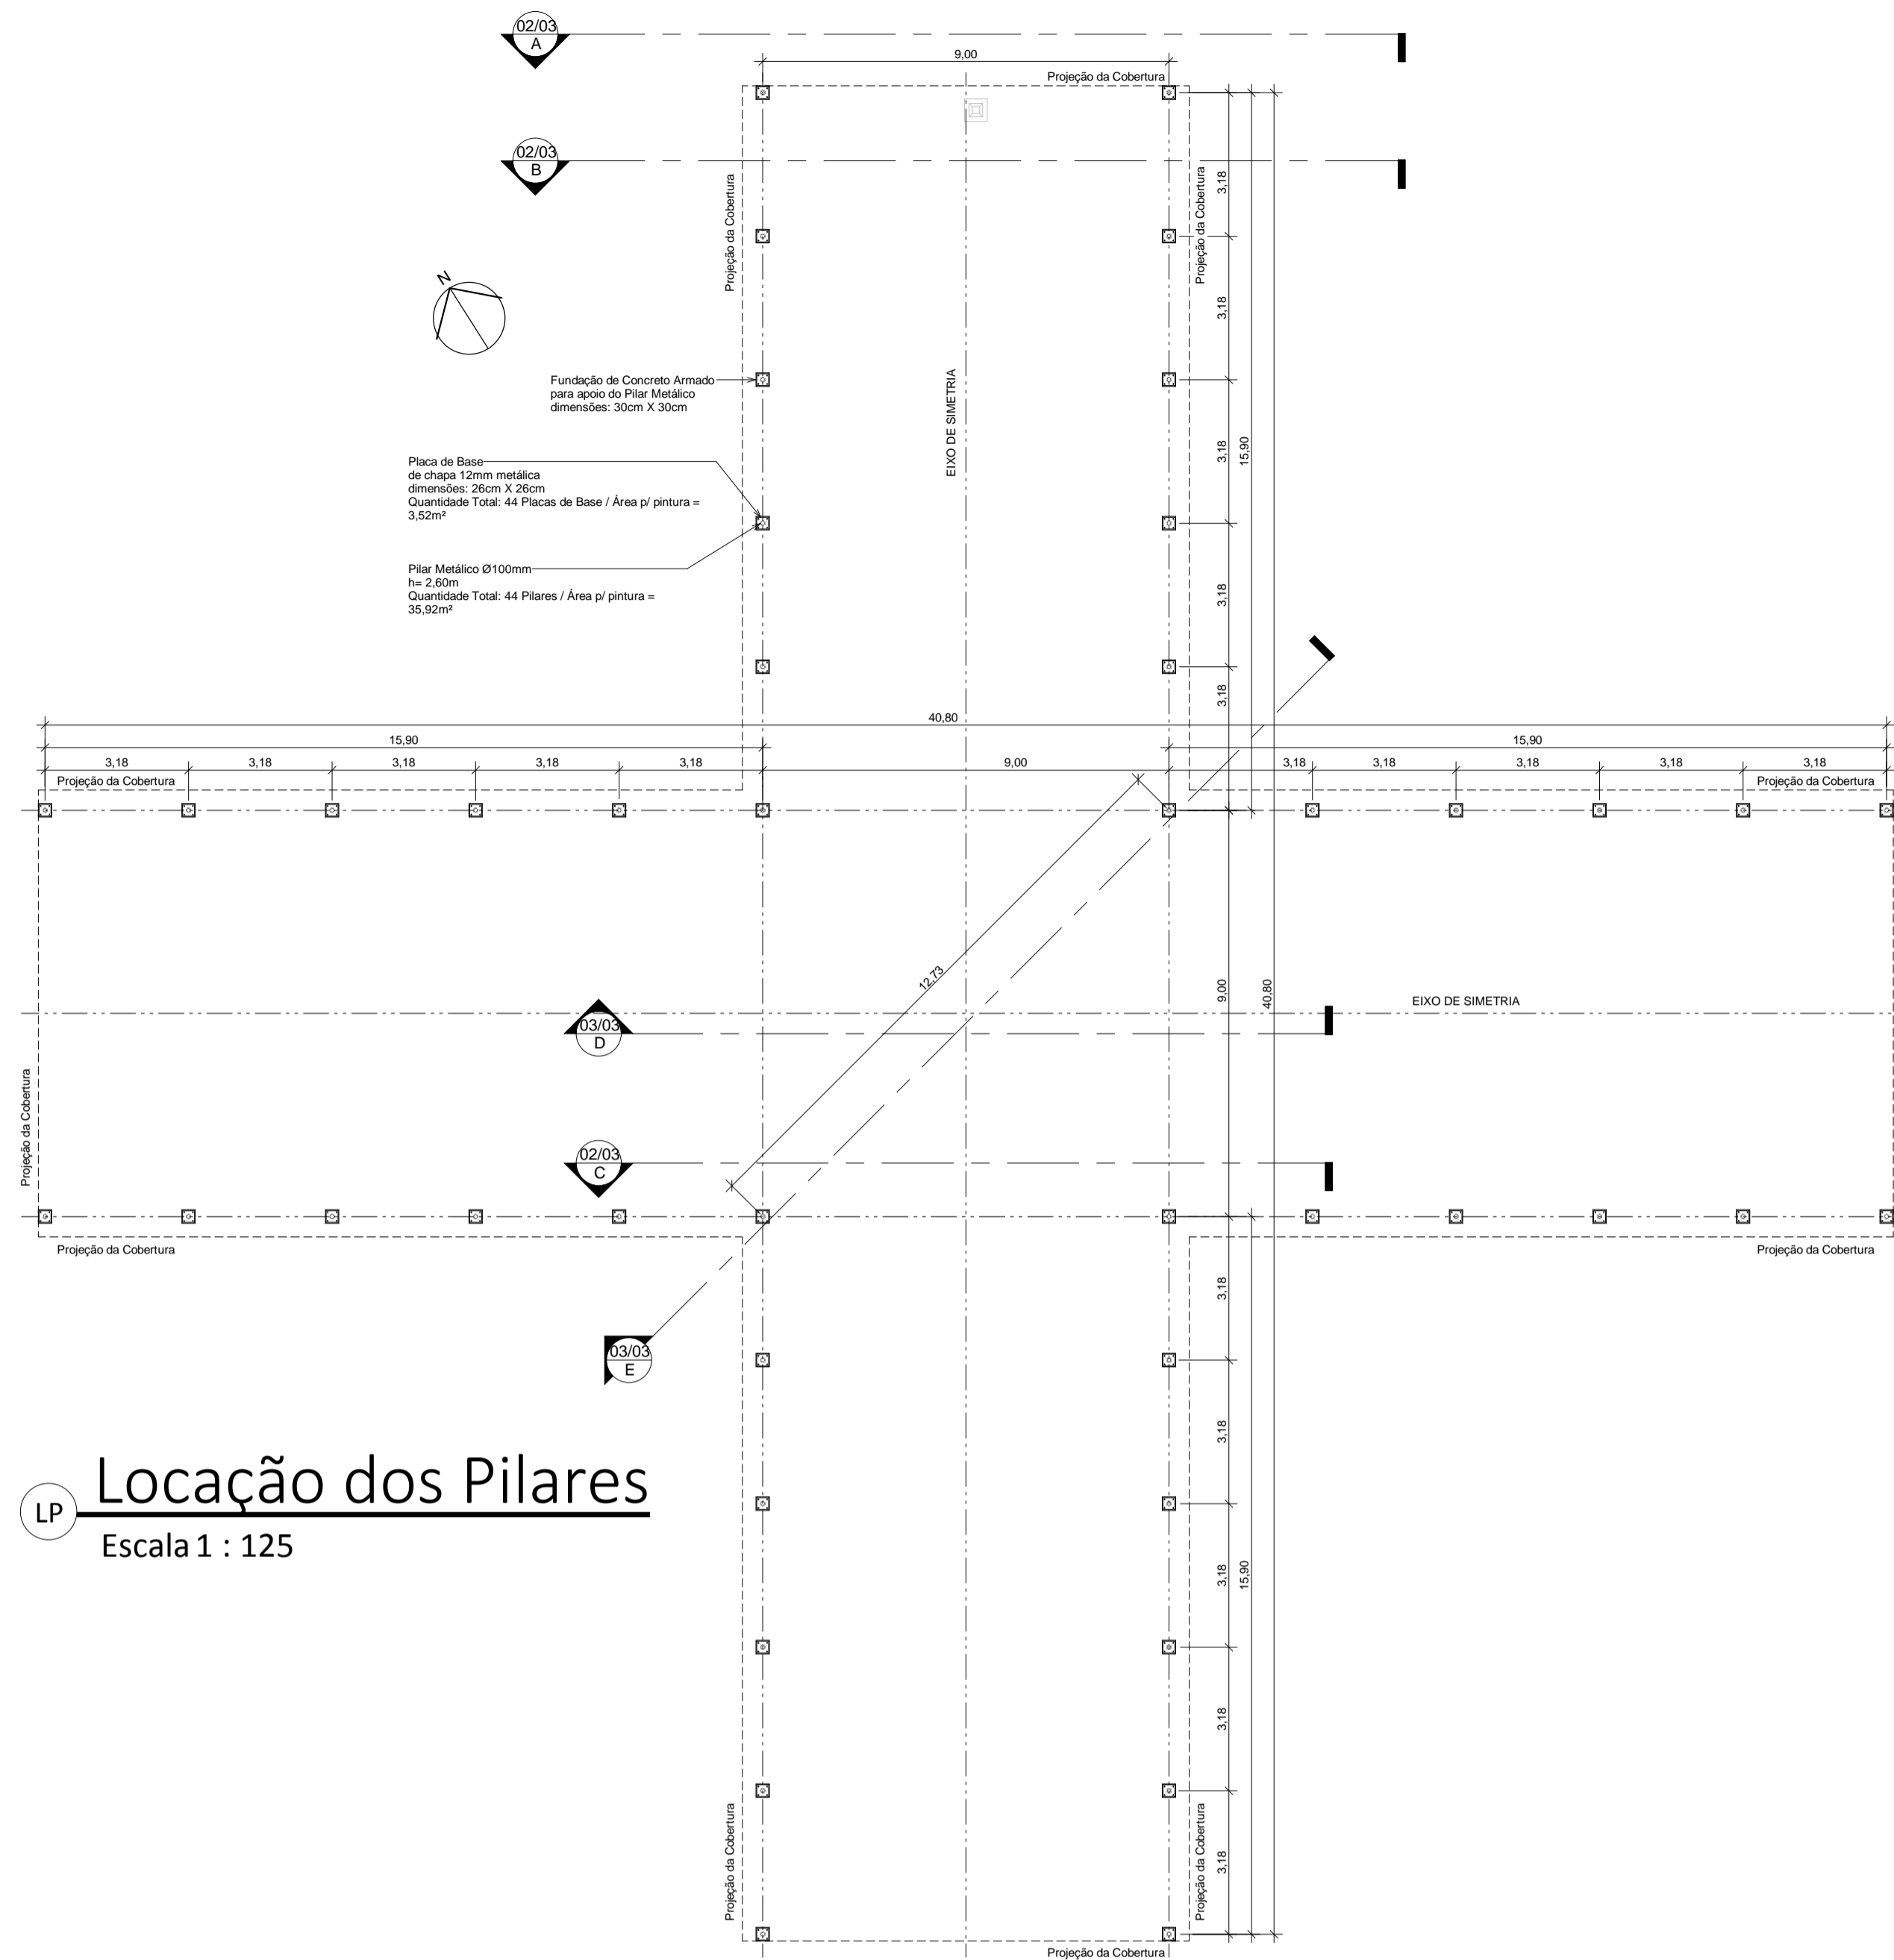 02/03
A
9,00
Projeção da Cobertura
02/03
B
Projeção da Cobertura
Projeção da Cobertura
3,18
N
3,18
Fundação de Concreto Armado
para apoio do Pilar Metálico
dimensões: 30cm X 30cm
EIXO DE SIMETRIA
3,18
15,90
Placa de Base
de chapa 12mm metálica
dimensões: 26cm X 26cm
Quantidade Total: 44 Placas de Base / Área p/ pintura =
3,52m²
Pilar Metálico Ø100mm
h= 2,60m
Quantidade Total: 44 Pilares / Área p/ pintura =
35,92m²
3,18
3,18
40,80
15,90
15,90
3,18
3,18
3,18
3,18
3,18
9,00
3,18
3,18
3,18
3,18
3,18
Projeção da Cobertura
Projeção da Cobertura
12,73
9,00
40,80
EIXO DE SIMETRIA
03/03
D
Projeção da Cobertura
02/03
C
Projeção da Cobertura
Projeção da Cobertura
3,18
03/03
E
3,18
LP
Locação dos Pilares
Escala 1 : 125
3,18
15,90
3,18
3,18
Projeção da Cobertura
Projeção da Cobertura
Projeção da Cobertura